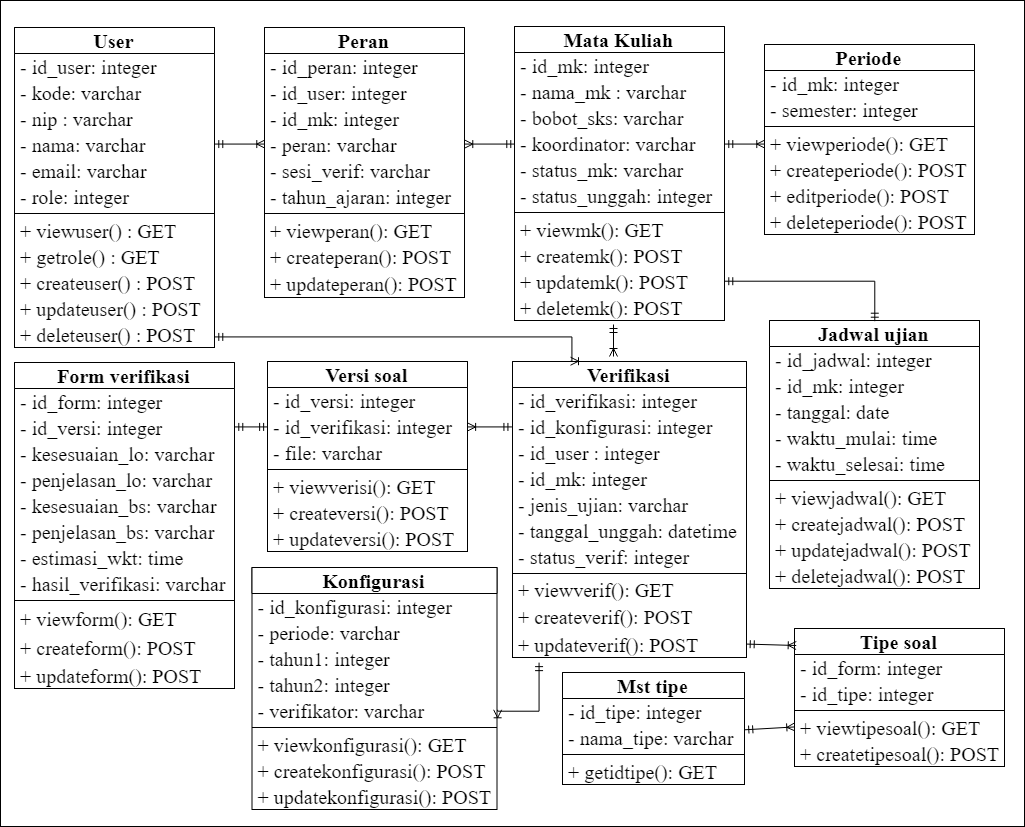 User
- id_user: integer
- kode: varchar
- nip : varchar
- nama: varchar
- email: varchar
- role: integer
+ viewuser() : GET
+ getrole() : GET
+ createuser() : POST
+ updateuser() : POST
+ deleteuser() : POST
Peran
- id_peran: integer
- id_user: integer
- id_mk: integer
- peran: varchar
- sesi_verif: varchar
- tahun_ajaran: integer
+ viewperan(): GET
+ createperan(): POST
+ updateperan(): POST
Mata Kuliah
- id_mk: integer
- nama_mk : varchar
- bobot_sks: varchar
- koordinator: varchar
- status_mk: varchar
- status_unggah: integer
+ viewmk(): GET
+ createmk(): POST
+ updatemk(): POST
+ deletemk(): POST
Periode
- id_mk: integer
- semester: integer
+ viewperiode(): GET
+ createperiode(): POST
+ editperiode(): POST
+ deleteperiode(): POST
Form verifikasi
- id_form: integer
- id_versi: integer
- kesesuaian_lo: varchar
- penjelasan_lo: varchar
- kesesuaian_bs: varchar
- penjelasan_bs: varchar
- estimasi_wkt: time
- hasil_verifikasi: varchar
+ viewform(): GET
+ createform(): POST
+ updateform(): POST
Versi soal
- id_versi: integer
- id_verifikasi: integer
- file: varchar
+ viewverisi(): GET
+ createversi(): POST
+ updateversi(): POST
Verifikasi
- id_verifikasi: integer
- id_konfigurasi: integer
- id_user : integer
- id_mk: integer
- jenis_ujian: varchar
- tanggal_unggah: datetime
- status_verif: integer
+ viewverif(): GET
+ createverif(): POST
+ updateverif(): POST
Jadwal ujian
- id_jadwal: integer
- id_mk: integer
- tanggal: date
- waktu_mulai: time
- waktu_selesai: time
+ viewjadwal(): GET
+ createjadwal(): POST
+ updatejadwal(): POST
+ deletejadwal(): POST
Konfigurasi
- id_konfigurasi: integer
- periode: varchar
- tahun1: integer
- tahun2: integer
- verifikator: varchar
+ viewkonfigurasi(): GET
+ createkonfigurasi(): POST
+ updatekonfigurasi(): POST
Mst tipe
- id_tipe: integer
- nama_tipe: varchar
+ getidtipe(): GET
Tipe soal
- id_form: integer
- id_tipe: integer
+ viewtipesoal(): GET
+ createtipesoal(): POST